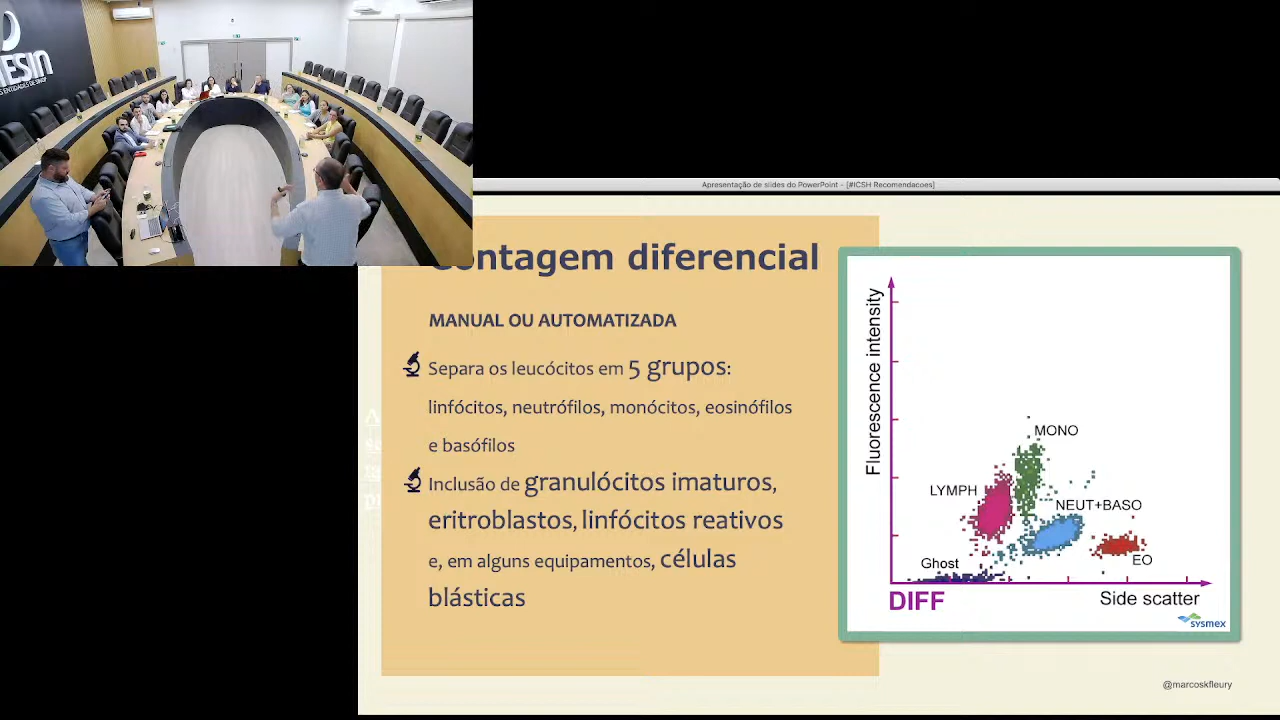 Apresentação de slides do PowerPoint - [#ICSH Recomendacoes]
Contagem diferencial
MANUAL OU AUTOMATIZADA
Separa os leucócitos em 5 grupos:
linfócitos, neutrófilos, monócitos, eosinófilos
e basófilos
Inclusão de granulócitos imaturos,
eritroblastos, linfócitos reativos
e, em alguns equipamentos, células
blásticas
Fluorescence intensity
MONO
LYMPH
NEUT+BASO
Ghost
EO
DIFF
Side scatter
sysmex
@marcoskfleury